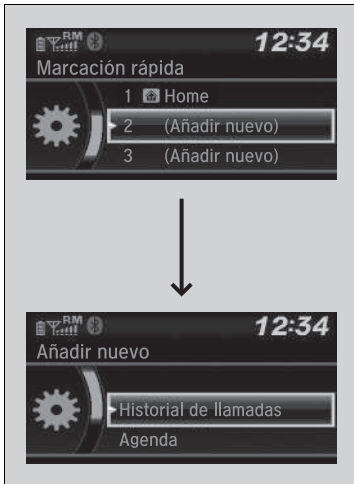 RM 12:34
Marcación rápida
1 Home
2 (Añadir nuevo)
3 (Añadir nuevo)
RM 12:34
Añadir nuevo
Historial de llamadas
Agenda